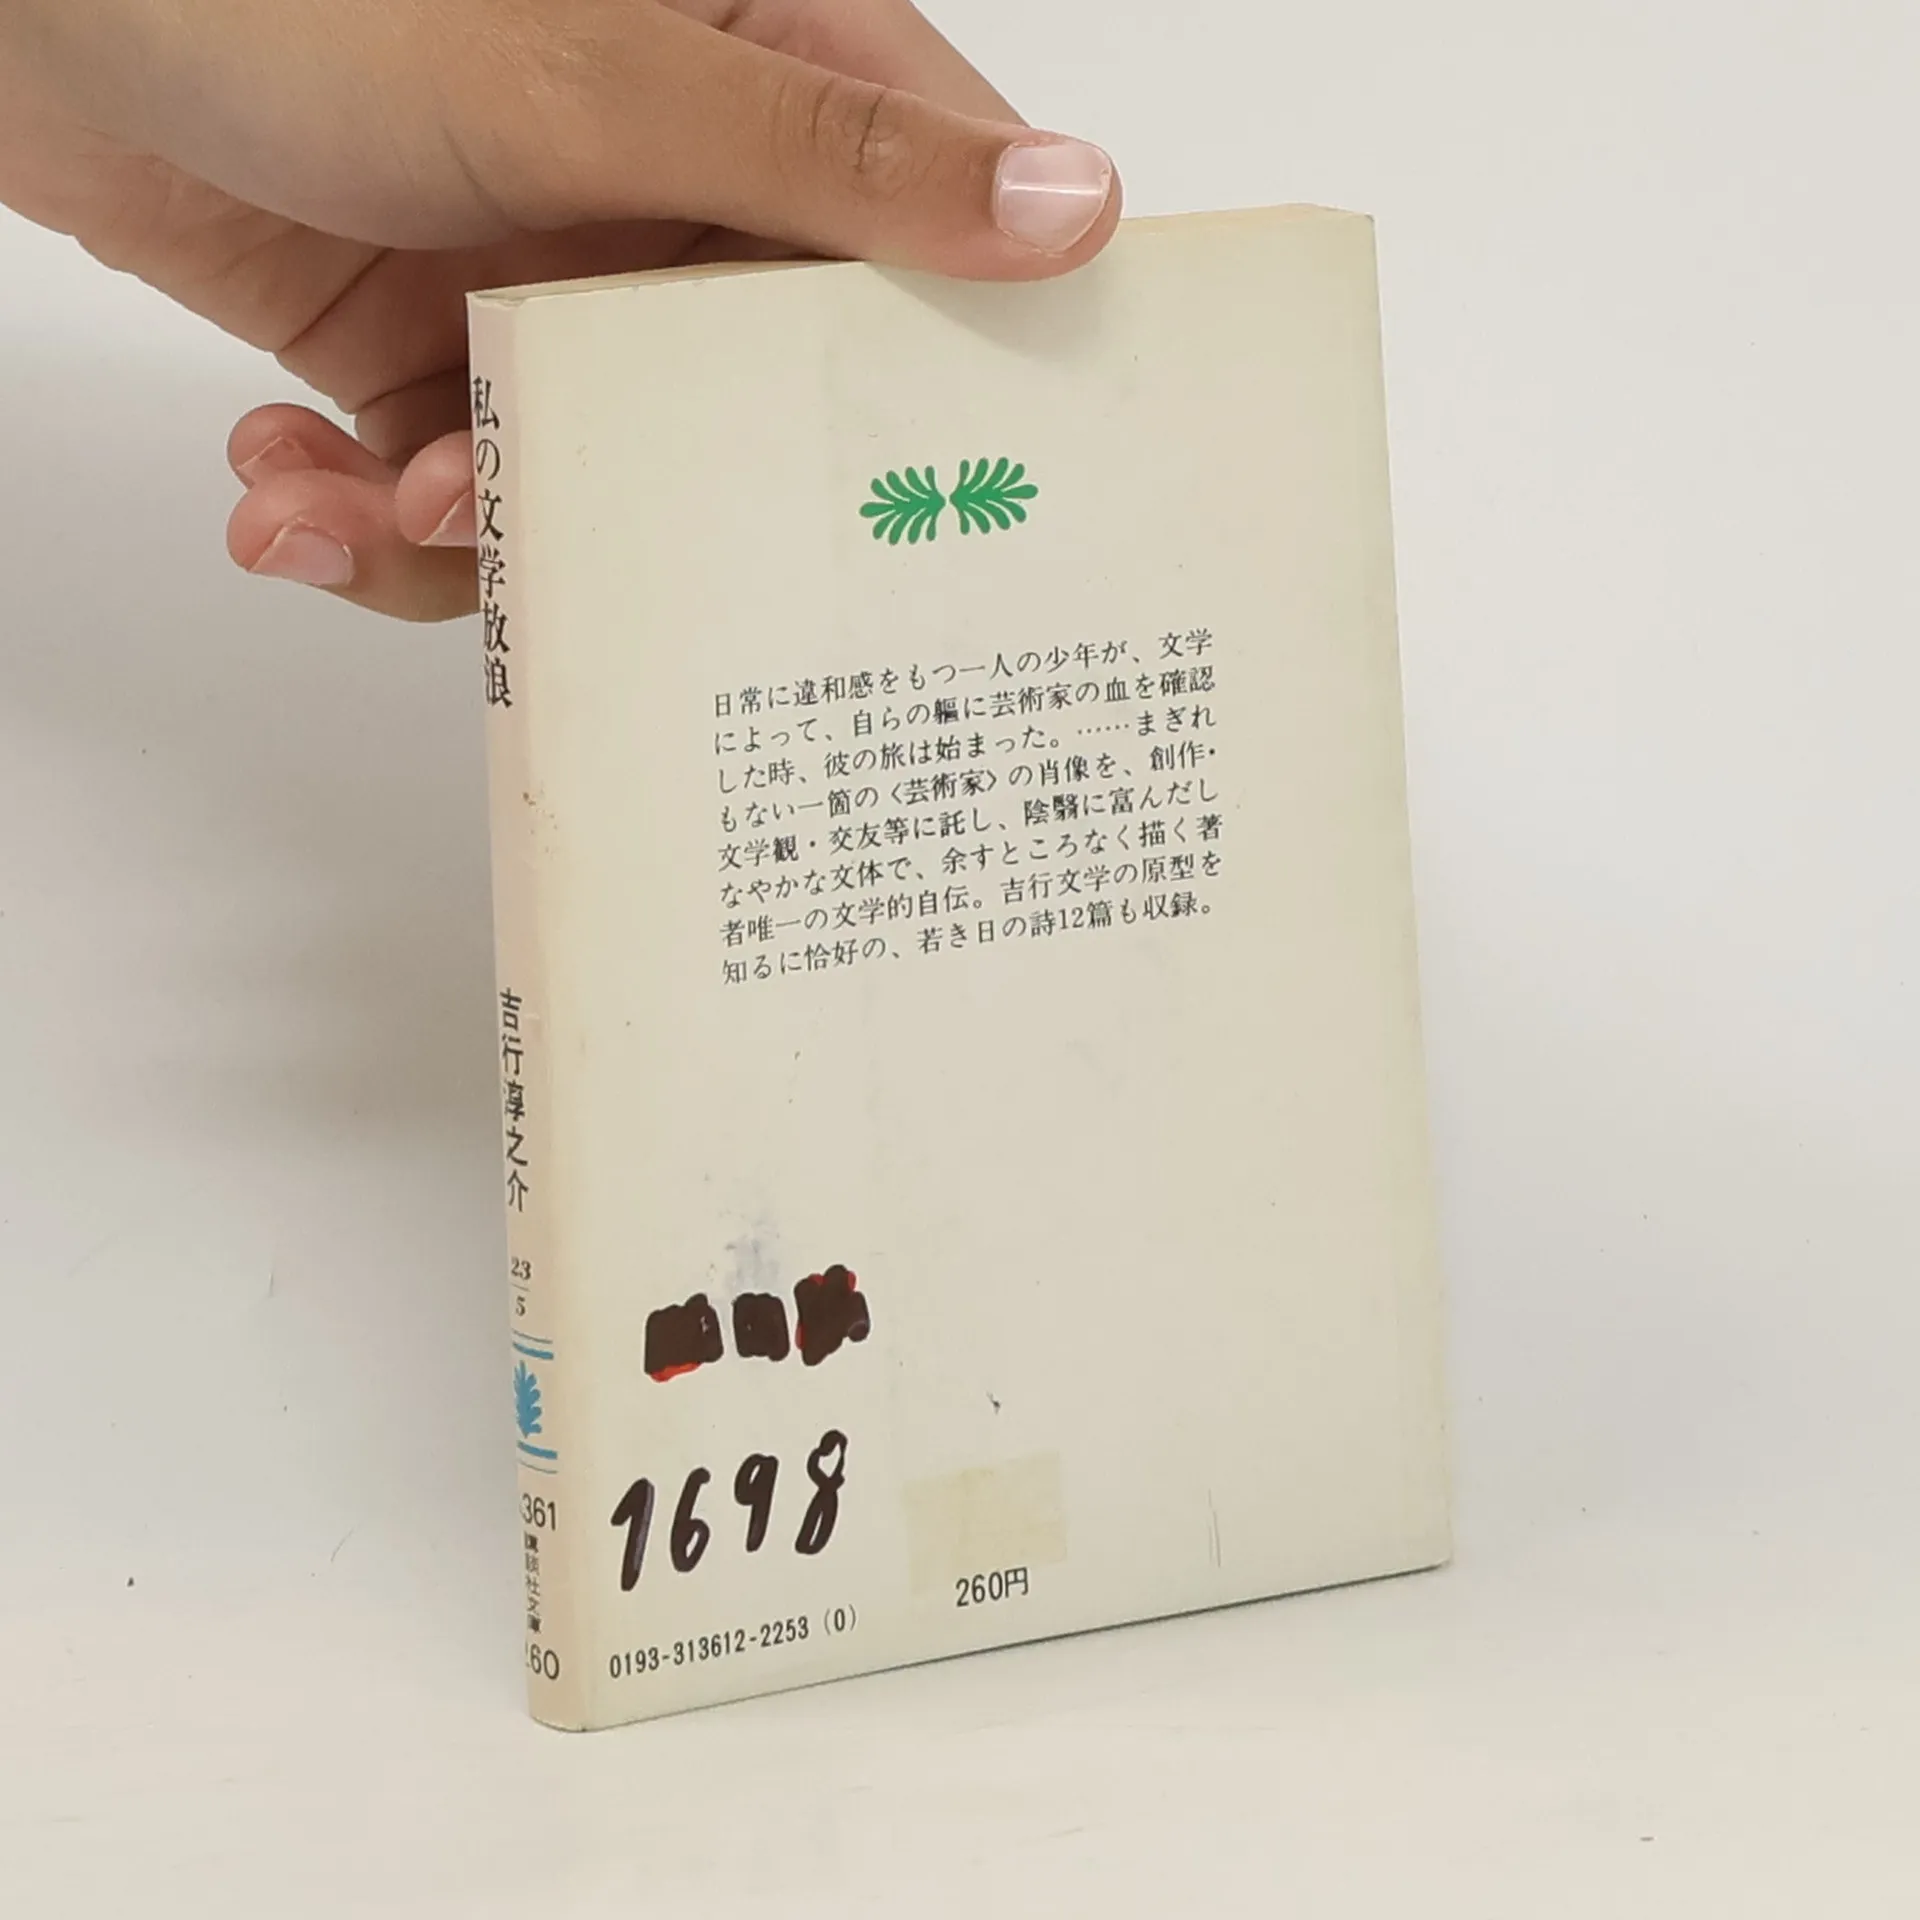 私の文学放浪
吉行淳之介
23
5
361
講談社文庫
260
日常に違和感をもつ一人の少年が、文学
によって、自らの軀に芸術家の血を確認
した時、彼の旅は始まった。……まぎれ
もない一箇の〈芸術家〉の肖像を、創作・
文学観・交友等に託し、陰翳に富んだし
なやかな文体で、余すところなく描く著
者唯一の文学的自伝。吉行文学の原型を
知るに恰好の、若き日の詩12篇も収録。
1698
260円
0193-313612-2253 (0)